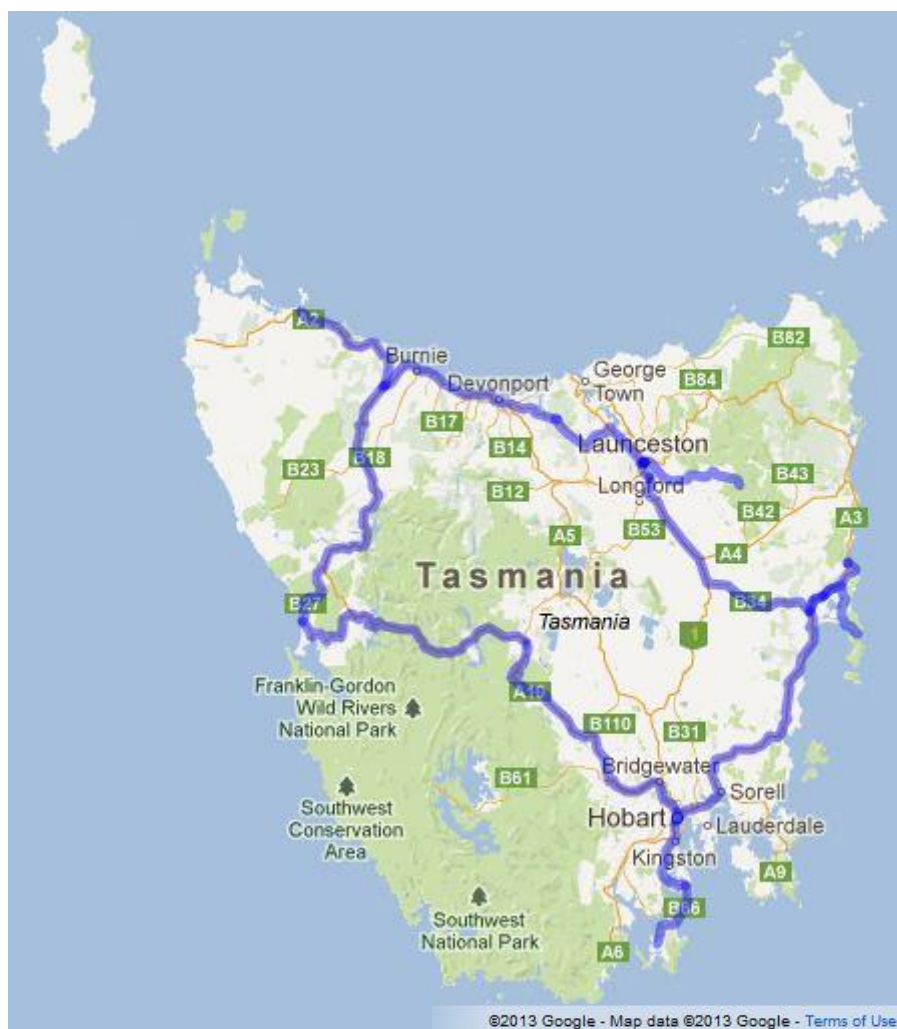 A2
B82
Burnie
George
Town
B84
Devonport
B17
B14
Launceston
B18
B23
B43
Longford
B12
B42
A3
B53
A5
A4
Tasmania
B34
B27
Tasmania
1
Franklin-Gordon
Wild Rivers
National Park
A10
B110
B31
Bridgewater
B61
Sorell
Southwest
Conservation
Area
Hobart
Lauderdale
Kingston
A9
B66
Southwest
National Park
A6
©2013 Google - Map data ©2013 Google - Terms of Use